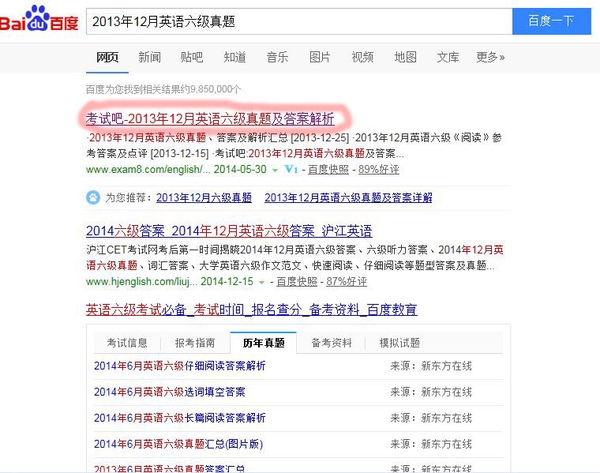 Baidu百度
2013年12月英语六级真题
百度一下
网页 新闻 贴吧 知道 音乐 图片 视频 地图 文库 更多»
百度为您找到相关结果约9,850,000个
考试吧-2013年12月英语六级真题及答案解析
·2013年12月英语六级真题、答案及解析汇总 [2013-12-25] ·2013年12月英语六级《阅读》参
考答案及点评 [2013-12-15] ·考试吧:2013年12月英语六级真题及答案...
www.exam8.com/english/... 2014-05-30 V1 - 百度快照 - 89%好评
为您推荐： 2013年12月六级真题 2013年12月英语六级真题及答案详解
2014六级答案_2014年12月英语六级答案_沪江英语
沪江CET考试网考后第一时间揭晓2014年12月英语六级答案、六级听力答案、2014年12月英
语六级真题、词汇答案、大学英语六级作文范文、快速阅读、仔细阅读等题型答案及真题...
www.hjenglish.com/liuj... 2014-12-15 - 百度快照 - 87%好评
英语六级考试必备_考试时间_报名查分_备考资料_百度教育
考试信息 报考指南 历年真题 备考资料 模拟试题
2014年6月英语六级仔细阅读答案解析 来源：新东方在线
2014年6月英语六级选词填空答案 来源：新东方在线
2014年6月英语六级长篇阅读答案解析 来源：新东方在线
2014年6月英语六级真题汇总(图片版) 来源：新东方在线
2013年12月英语六级真题答案汇总 来源：新东方在线